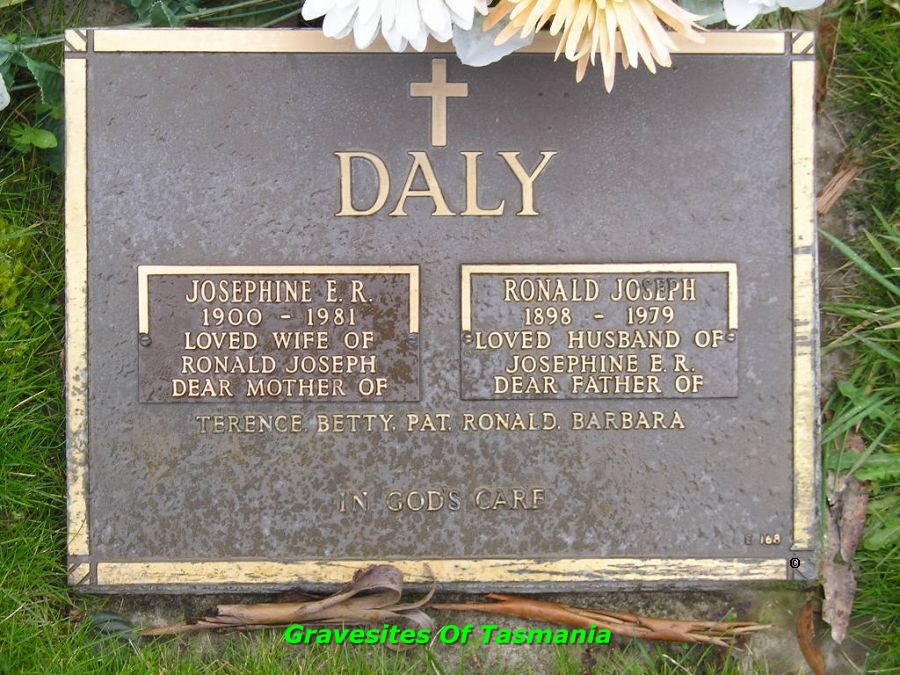 DALY
JOSEPHINE E. R.
1900 - 1981
LOVED WIFE OF
RONALD JOSEPH
DEAR MOTHER OF
RONALD JOSEPH
1898 - 1979
LOVED HUSBAND OF
JOSEPHINE E. R.
DEAR FATHER OF
TERENCE, BETTY, PAT, RONALD, BARBARA
IN GOD'S CARE
E 168
©
Gravesites Of Tasmania